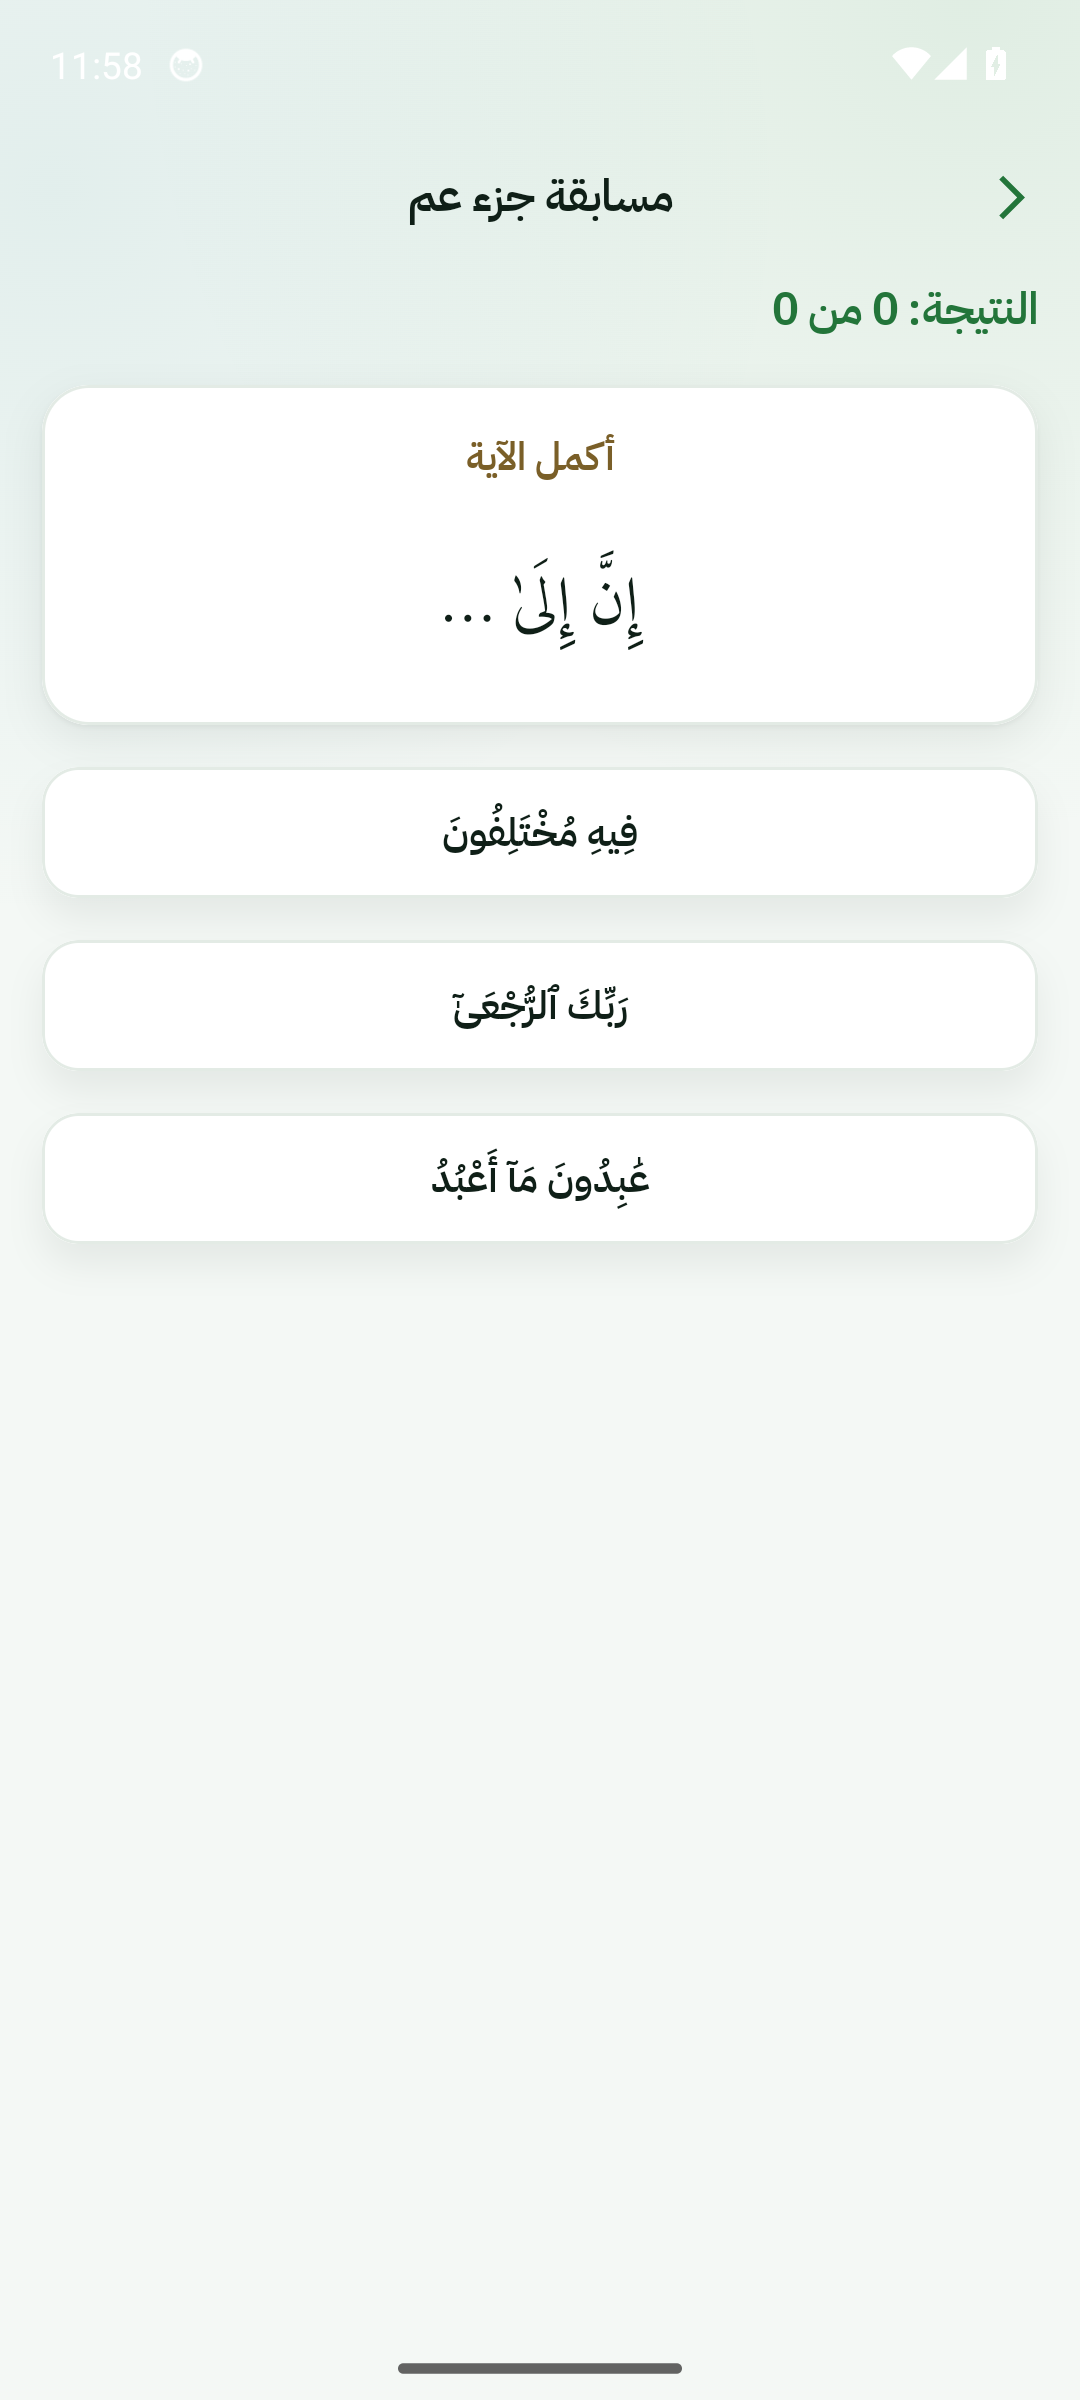 11:58
مسابقة جزء عم
النتيجة: 0 من 0
أكمل الآية
إِنَّ إِلَىٰ ...
فِيهِ مُخْتَلِفُونَ
رَبِّكَ ٱلرُّجْعَىٰٓ
عَٰبِدُونَ مَآ أَعْبُدُ